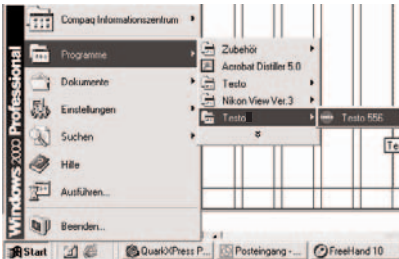 Windows 2000 Professional
Compaq Informationszentrum
Programme
Dokumente
Einstellungen
Suchen
Hilfe
Ausführen...
Beenden...
Zubehör
Acrobat Distiller 5.0
Testo
Nikon View Ver.3
Testo
Testo 556
Te
Start
QuarkXPress P...
Posteingang - ...
FreeHand 10